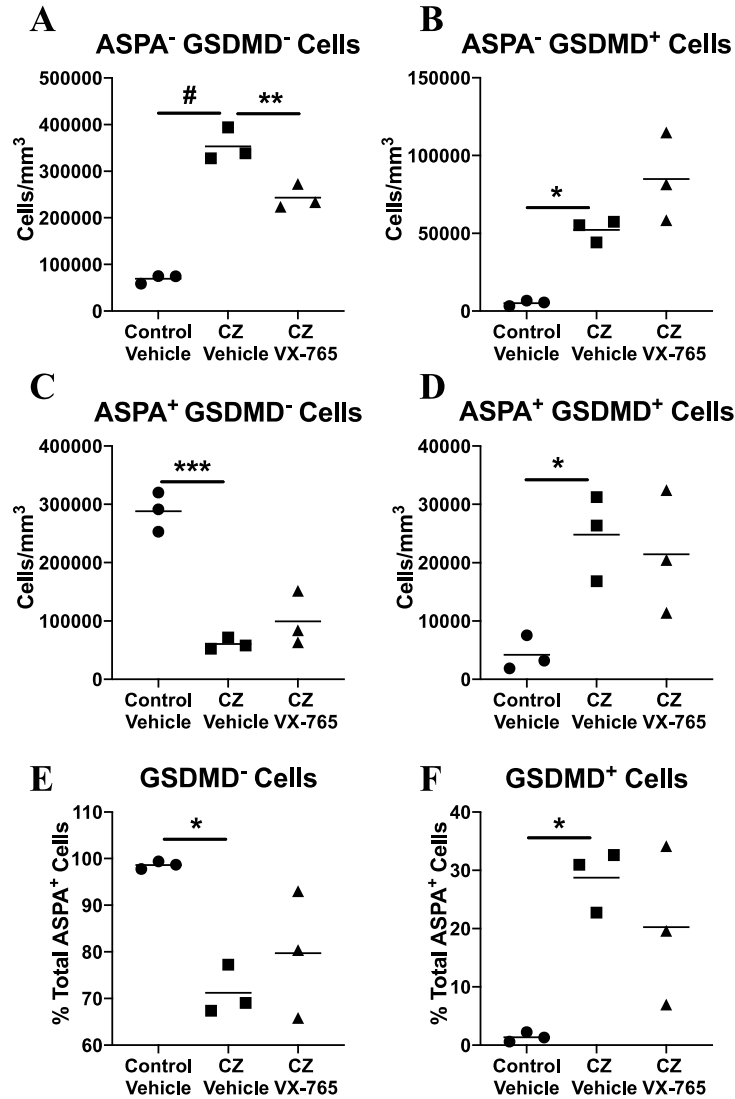 A
ASPA⁻ GSDMD⁻ Cells
500000
400000
300000
200000
100000
0
Cells/mm³
#
**
Control
Vehicle
CZ
Vehicle
CZ
VX-765
B
ASPA⁻ GSDMD⁺ Cells
150000
100000
50000
0
Cells/mm³
*
Control
Vehicle
CZ
Vehicle
CZ
VX-765
C
ASPA⁺ GSDMD⁻ Cells
400000
300000
200000
100000
0
Cells/mm³
***
Control
Vehicle
CZ
Vehicle
CZ
VX-765
D
ASPA⁺ GSDMD⁺ Cells
40000
30000
20000
10000
0
Cells/mm³
*
Control
Vehicle
CZ
Vehicle
CZ
VX-765
E
GSDMD⁻ Cells
110
100
90
80
70
60
% Total ASPA⁺ Cells
*
Control
Vehicle
CZ
Vehicle
CZ
VX-765
F
GSDMD⁺ Cells
40
30
20
10
0
% Total ASPA⁺ Cells
*
Control
Vehicle
CZ
Vehicle
CZ
VX-765